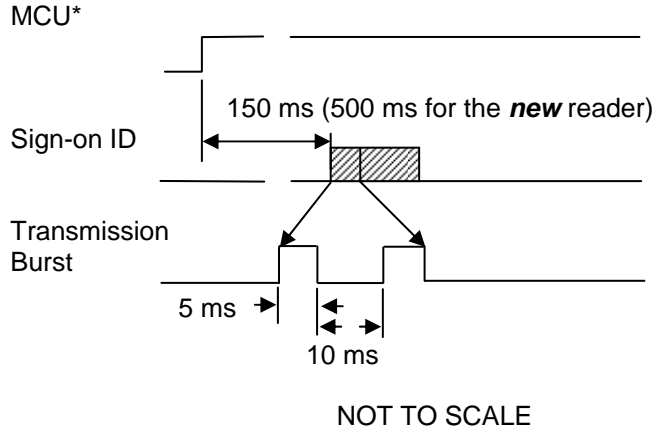 MCU*
150 ms (500 ms for the new reader)
Sign-on ID
Transmission
Burst
5 ms
10 ms
NOT TO SCALE